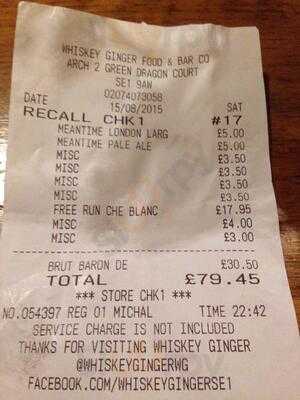 WHISKEY GINGER FOOD & BAR CO
ARCH 2 GREEN DRAGON COURT
SE1 9AW
02074073058
DATE 15/08/2015 SAT
RECALL CHK1 #17
MEANTIME LONDON LARG £5.00
MEANTIME PALE ALE £5.00
MISC £3.50
MISC £3.50
MISC £3.50
MISC £3.50
FREE RUN CHE BLANC £17.95
MISC £4.00
MISC £3.00
BRUT BARON DE £30.50
TOTAL £79.45
*** STORE CHK1 ***
NO.054397 REG 01 MICHAL TIME 22:42
SERVICE CHARGE IS NOT INCLUDED
THANKS FOR VISITING WHISKEY GINGER
@WHISKEYGINGERWG
FACEBOOK.COM/WHISKEYGINGERSE1